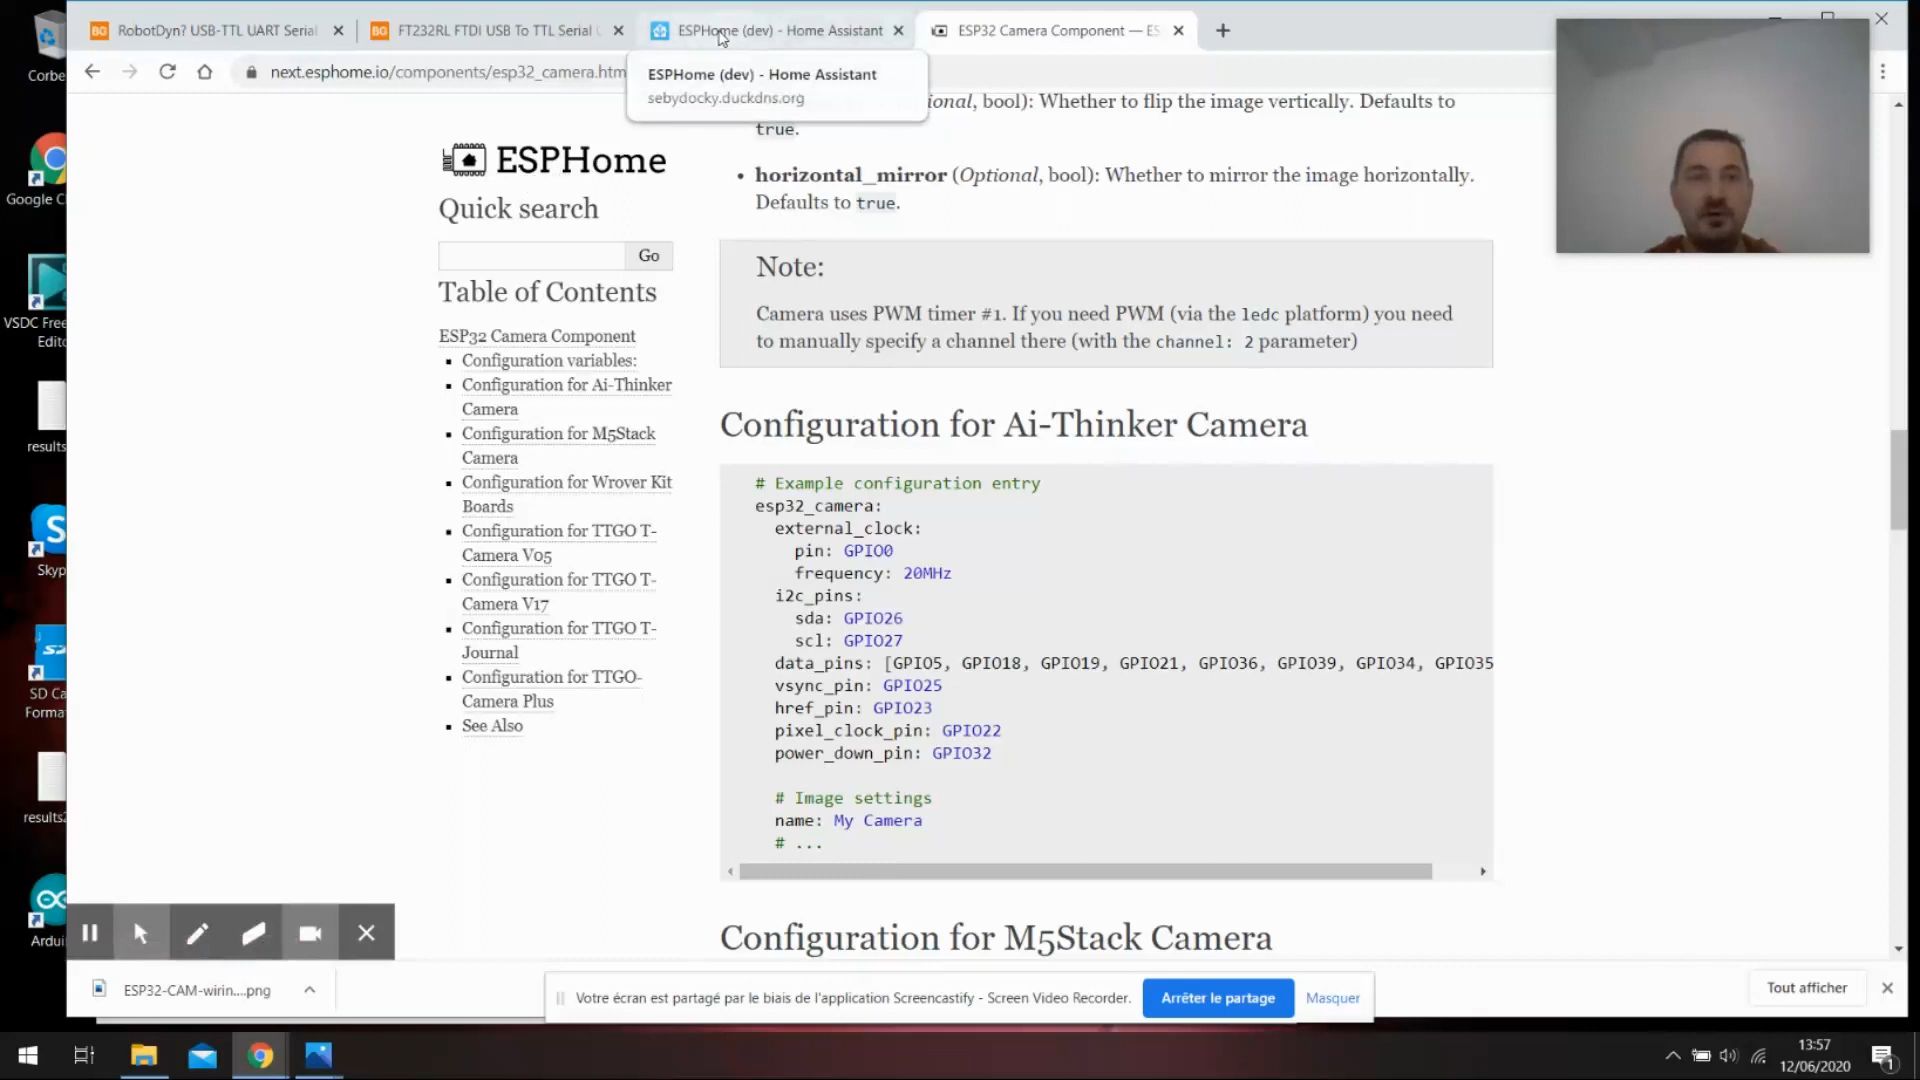 RobotDyn? USB-TTL UART Serial
FT232RL FTDI USB To TTL Serial
ESPHome (dev) - Home Assistant
ESP32 Camera Component — ES
next.esphome.io/components/esp32_camera.htm
ESPHome (dev) - Home Assistant
sebydocky.duckdns.org
Corbe
Google C
VSDC Free
Edito
results
Skyp
SD Ca
Forma
results2
Ardui
ESPHome
Quick search
Go
Table of Contents
ESP32 Camera Component
Configuration variables:
Configuration for Ai-Thinker
Camera
Configuration for M5Stack
Camera
Configuration for Wrover Kit
Boards
Configuration for TTGO T-
Camera V05
Configuration for TTGO T-
Camera V17
Configuration for TTGO T-
Journal
Configuration for TTGO-
Camera Plus
See Also
ional, bool): Whether to flip the image vertically. Defaults to
true.
• horizontal_mirror (Optional, bool): Whether to mirror the image horizontally.
Defaults to true.
Note:
Camera uses PWM timer #1. If you need PWM (via the ledc platform) you need
to manually specify a channel there (with the channel: 2 parameter)
Configuration for Ai-Thinker Camera
# Example configuration entry
esp32_camera:
external_clock:
pin: GPIO0
frequency: 20MHz
i2c_pins:
sda: GPIO26
scl: GPIO27
data_pins: [GPIO5, GPIO18, GPIO19, GPIO21, GPIO36, GPIO39, GPIO34, GPIO35
vsync_pin: GPIO25
href_pin: GPIO23
pixel_clock_pin: GPIO22
power_down_pin: GPIO32
# Image settings
name: My Camera
# ...
Configuration for M5Stack Camera
ESP32-CAM-wirin....png
Votre écran est partagé par le biais de l'application Screencastify - Screen Video Recorder.
Arrêter le partage
Masquer
Tout afficher
13:57
12/06/2020
1